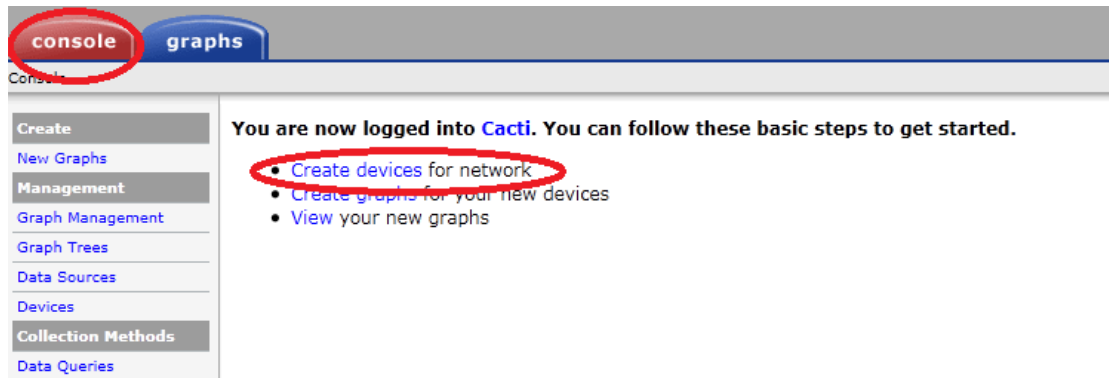 console graphs
Console
Create
New Graphs
Management
Graph Management
Graph Trees
Data Sources
Devices
Collection Methods
Data Queries
You are now logged into Cacti. You can follow these basic steps to get started.
Create devices for network
Create graphs for your new devices
View your new graphs